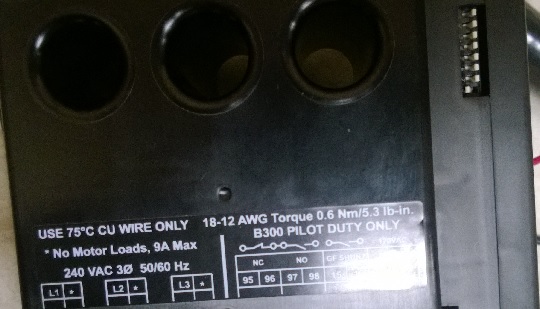 USE 75°C CU WIRE ONLY
18-12 AWG Torque 0.6 Nm/5.3 lb-in.
* No Motor Loads, 9A Max
B300 PILOT DUTY ONLY
240 VAC 3Ø 50/60 Hz
NC NO
L1 * L2 * L3 *
95 96 97 98